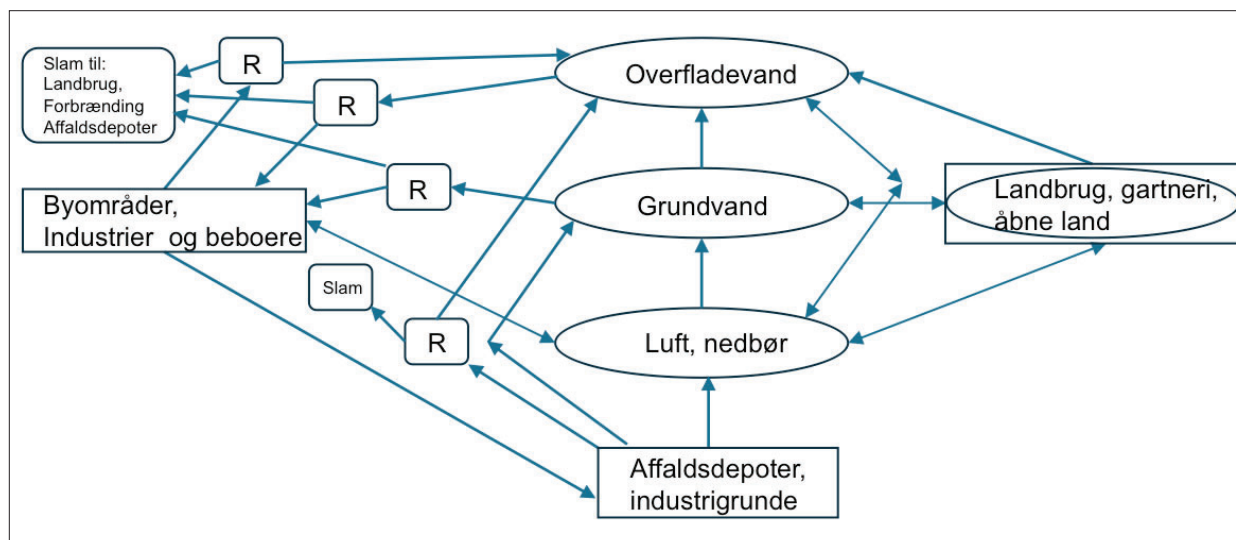 Slam til:
Landbrug,
Forbrænding
Affaldsdepoter
R
R
Overfladevand
R
Byområder,
Industrier og beboere
Grundvand
Landbrug, gartneri,
åbne land
Slam
R
Luft, nedbør
Affaldsdepoter,
industrigrunde